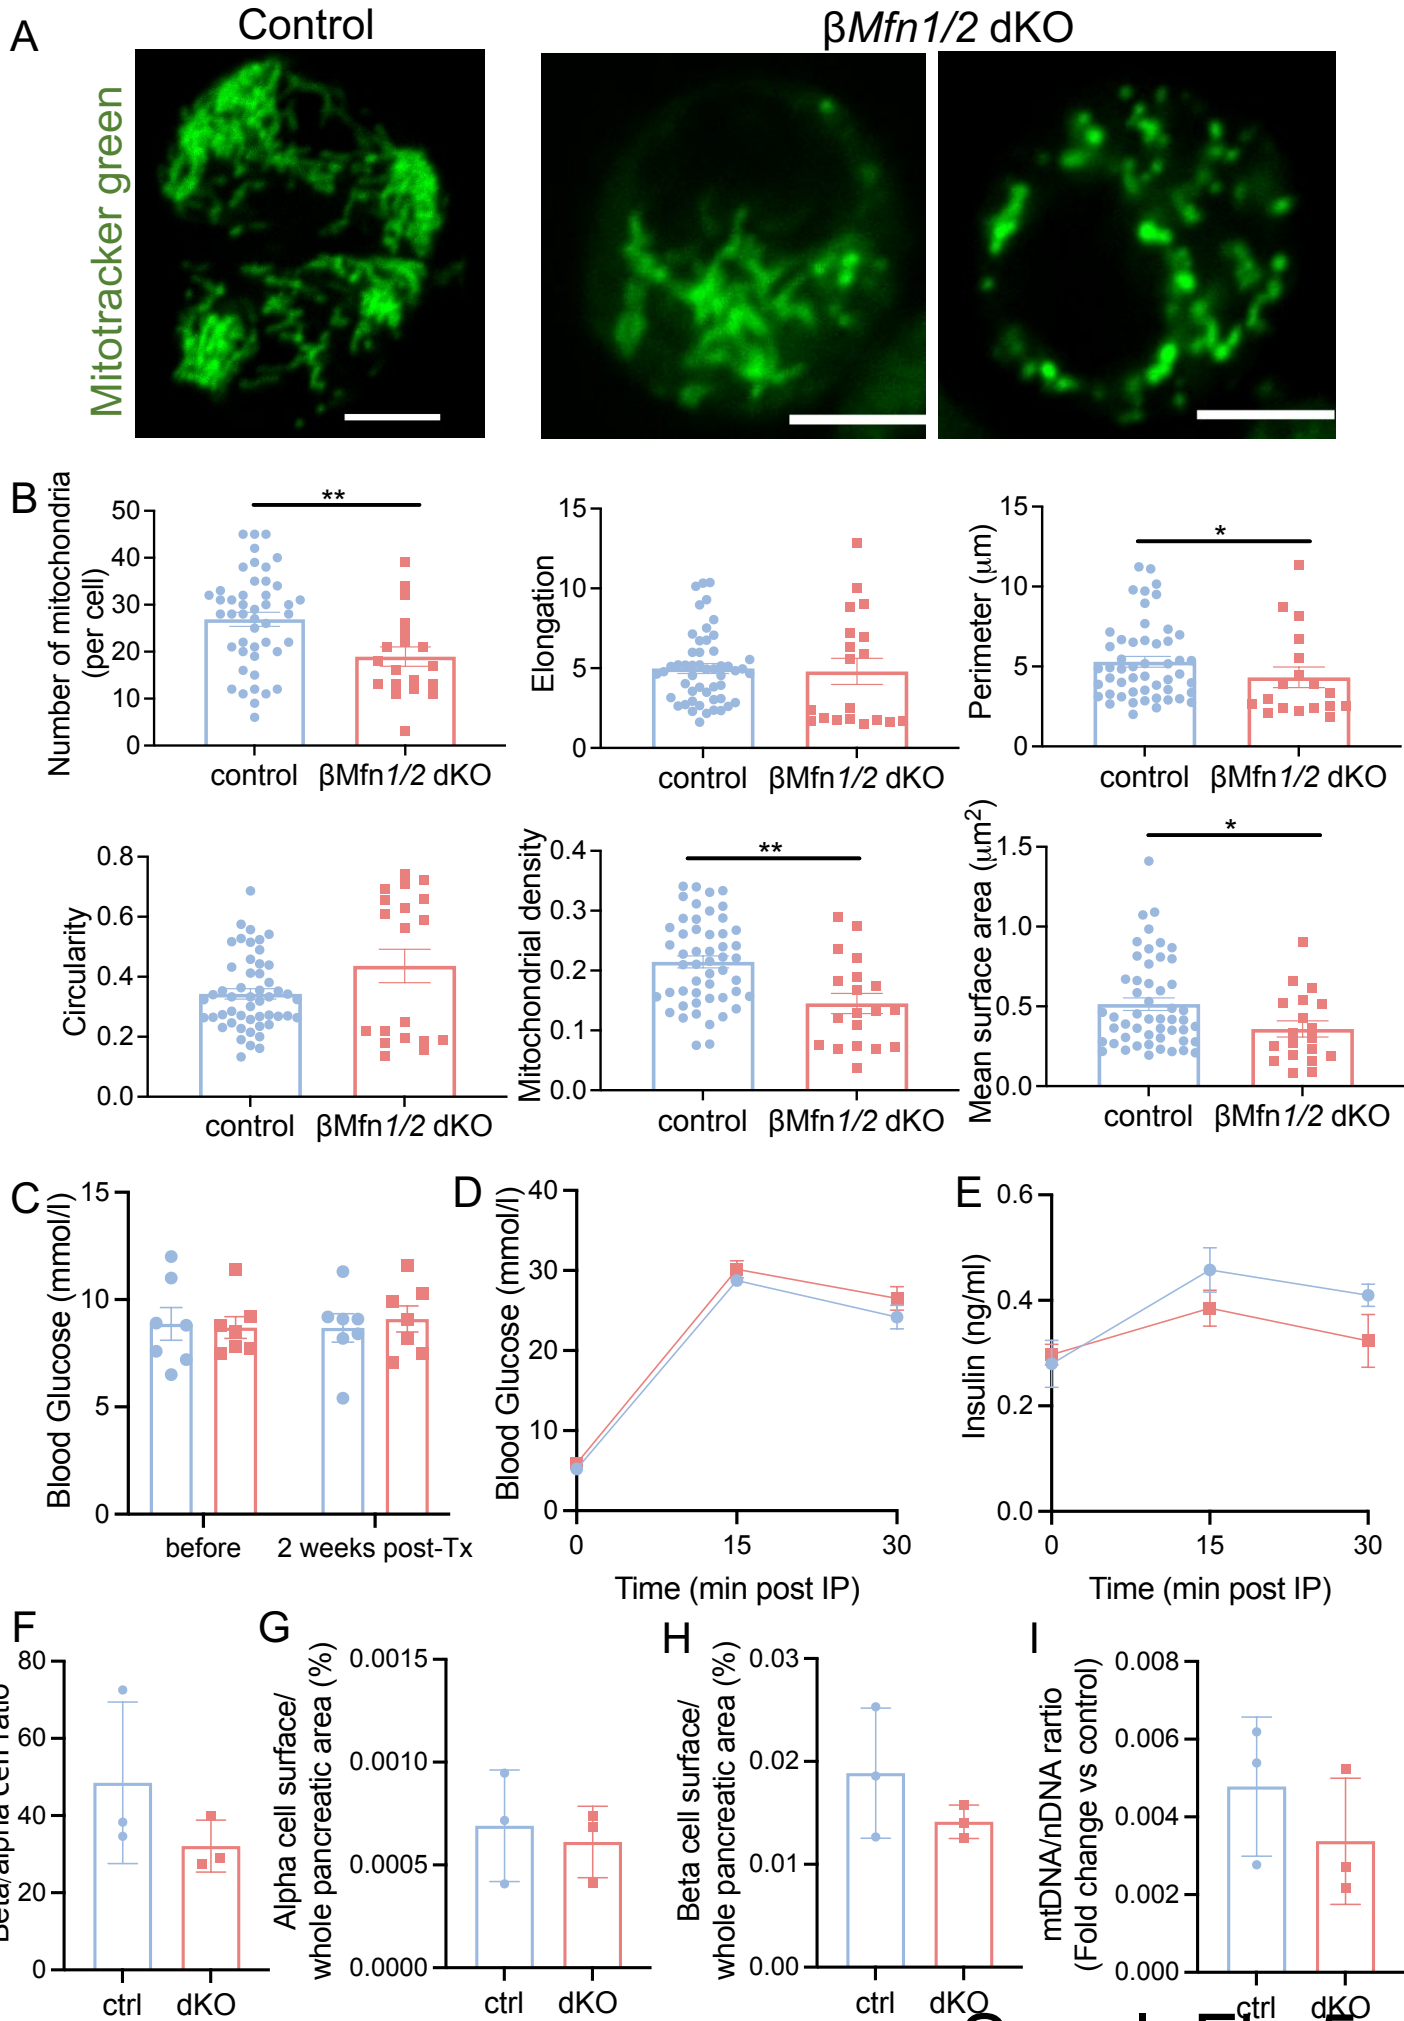 A
Control
βMfn1/2 dKO
Mitotracker green
B
Number of mitochondria
(per cell)
50
40
30
20
10
0
**
control
βMfn1/2 dKO
Elongation
15
10
5
0
control
βMfn1/2 dKO
Perimeter (μm)
15
10
5
0
*
control
βMfn1/2 dKO
Circularity
0.8
0.6
0.4
0.2
0.0
control
βMfn1/2 dKO
Mitochondrial density
0.4
0.3
0.2
0.1
0.0
**
control
βMfn1/2 dKO
Mean surface area (μm²)
1.5
1.0
0.5
0.0
*
control
βMfn1/2 dKO
C
Blood Glucose (mmol/l)
15
10
5
0
before
2 weeks post-Tx
D
Blood Glucose (mmol/l)
40
30
20
10
0
0
15
30
Time (min post IP)
E
Insulin (ng/ml)
0.6
0.4
0.2
0.0
0
15
30
Time (min post IP)
F
Beta/alpha cell ratio
80
60
40
20
0
ctrl
dKO
G
Alpha cell surface/
whole pancreatic area (%)
0.0015
0.0010
0.0005
0.0000
ctrl
dKO
H
Beta cell surface/
whole pancreatic area (%)
0.03
0.02
0.01
0.00
ctrl
dKO
I
mtDNA/nDNA rartio
(Fold change vs control)
0.008
0.006
0.004
0.002
0.000
ctrl
dKO